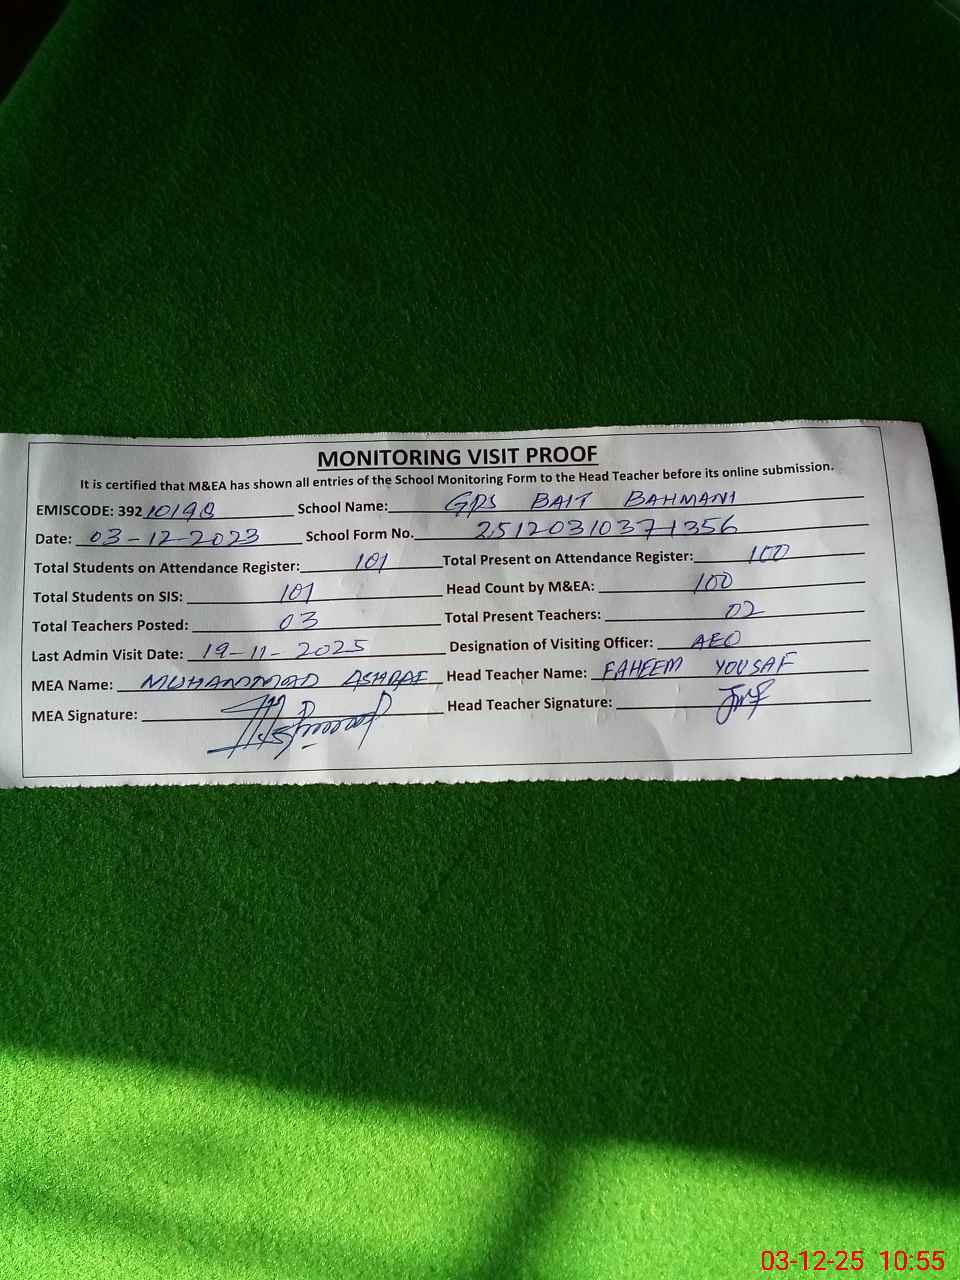 MONITORING VISIT PROOF
It is certified that M&EA has shown all entries of the School Monitoring Form to the Head Teacher before its online submission.
EMISCODE: 392 10198 School Name: GPS BAIT BAHMANI
Date: 03-12-2023 School Form No. 25120310371356
Total Students on Attendance Register: 101 Total Present on Attendance Register: 100
Total Students on SIS: 101 Head Count by M&EA: 100
Total Teachers Posted: 03 Total Present Teachers: 02
Last Admin Visit Date: 19-11-2025 Designation of Visiting Officer: AEO
MEA Name: MUHAMMAD ASHRAF Head Teacher Name: FAHEEM YOUSAF
MEA Signature: Head Teacher Signature:
03-12-25 10:55